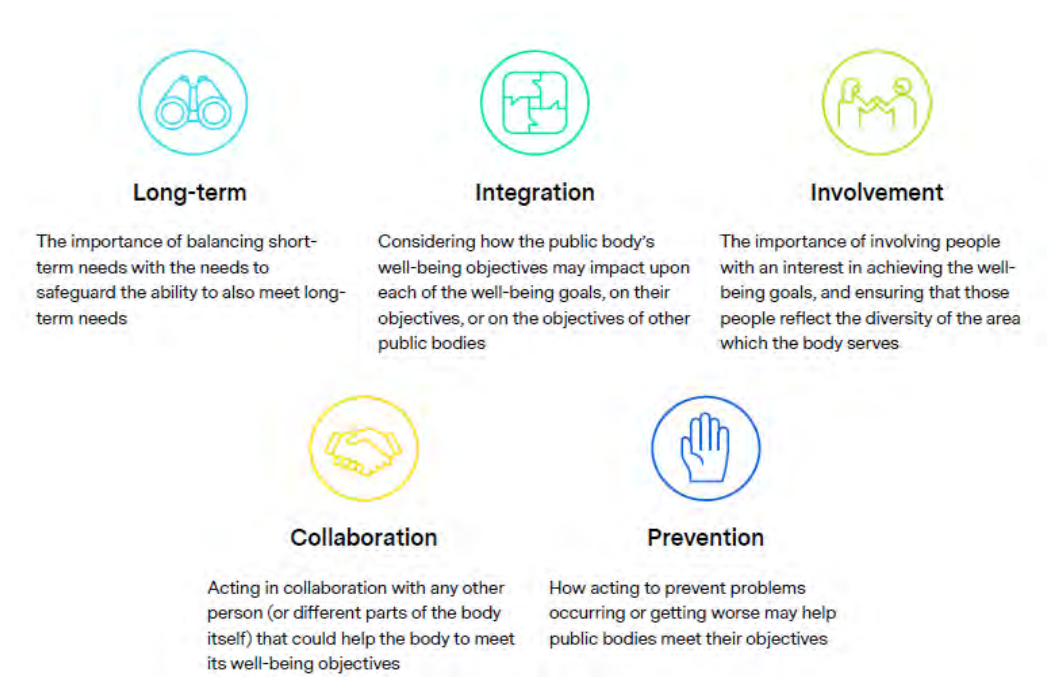 Long-term
The importance of balancing short-
term needs with the needs to
safeguard the ability to also meet long-
term needs
Integration
Considering how the public body's
well-being objectives may impact upon
each of the well-being goals, on their
objectives, or on the objectives of other
public bodies
Involvement
The importance of involving people
with an interest in achieving the well-
being goals, and ensuring that those
people reflect the diversity of the area
which the body serves
Collaboration
Acting in collaboration with any other
person (or different parts of the body
itself) that could help the body to meet
its well-being objectives
Prevention
How acting to prevent problems
occurring or getting worse may help
public bodies meet their objectives